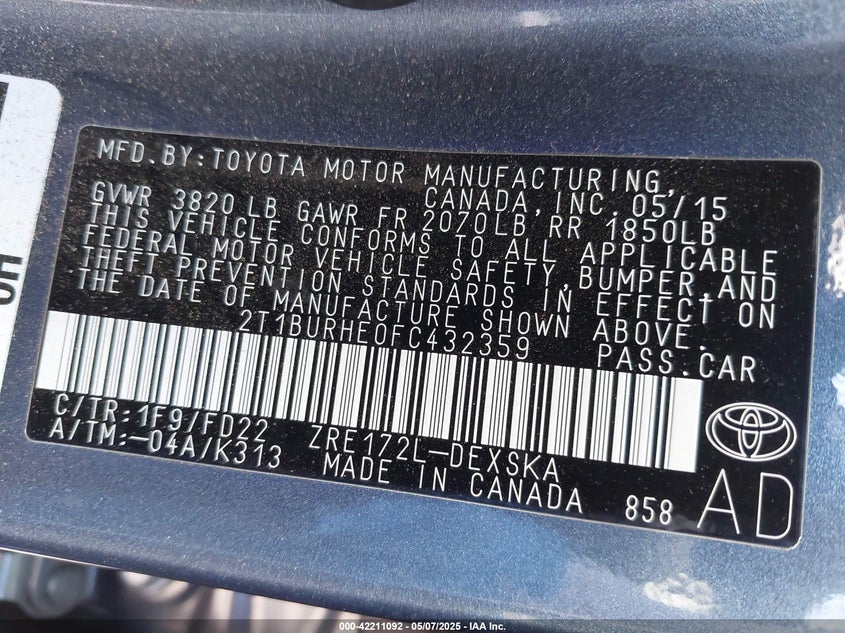 MFD.BY:TOYOTA MOTOR MANUFACTURING,
CANADA, INC. 05/15
GVWR 3820 LB GAWR FR 2070LB RR 1850LB
THIS VEHICLE CONFORMS TO ALL APPLICABLE
FEDERAL MOTOR VEHICLE SAFETY,BUMPER,AND
THEFT PREVENTION STANDARDS IN EFFECT ON
THE DATE OF MANUFACTURE SHOWN ABOVE.
2T1BURHE0FC432359 PASS.CAR
C/TR:1F9/FD22 ZRE172L-DEXSKA
A/TM:-04A/K313 MADE IN CANADA 858 AD
000-42211092 - 05/07/2025 - IAA Inc.